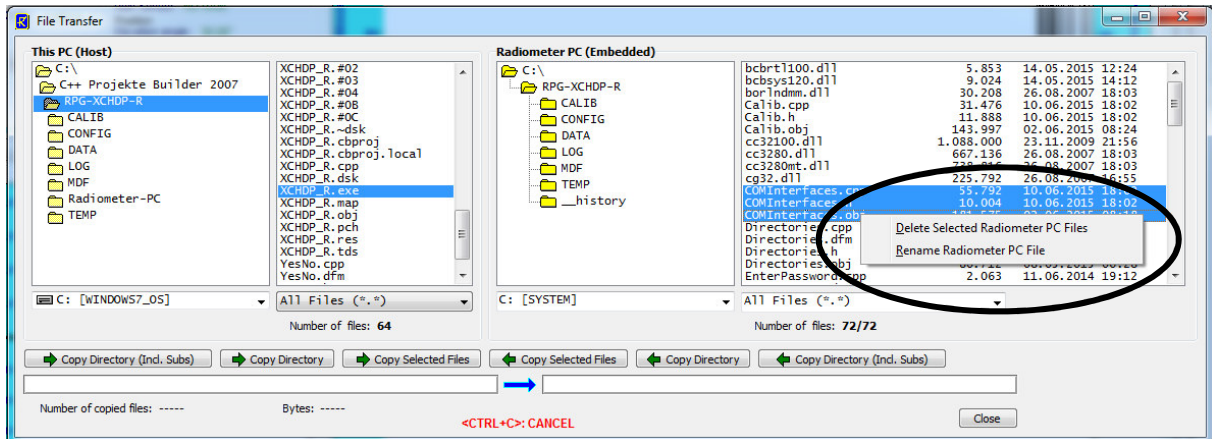 File Transfer
This PC (Host)
C:\
C++ Projekte Builder 2007
RPG-XCHDP-R
CALIB
CONFIG
DATA
LOG
MDF
Radiometer-PC
TEMP
XCHDP_R.#02
XCHDP_R.#03
XCHDP_R.#04
XCHDP_R.#0B
XCHDP_R.#0C
XCHDP_R.~dsk
XCHDP_R.cbproj
XCHDP_R.cbproj.local
XCHDP_R.cpp
XCHDP_R.dsk
XCHDP_R.exe
XCHDP_R.map
XCHDP_R.obj
XCHDP_R.pch
XCHDP_R.res
XCHDP_R.tds
YesNo.cpp
YesNo.dfm
C: [WINDOWS7_OS]
All Files (*.*)
Number of files: 64
Radiometer PC (Embedded)
C:\
RPG-XCHDP-R
CALIB
CONFIG
DATA
LOG
MDF
TEMP
__history
bcbrtl100.dll 5.853 14.05.2015 12:24
bcbsys120.dll 9.024 14.05.2015 14:12
borlndmm.dll 30.208 26.08.2007 18:03
Calib.cpp 31.476 10.06.2015 18:02
Calib.h 11.888 10.06.2015 18:02
Calib.obj 143.997 02.06.2015 08:24
cc32100.dll 1.088.000 23.11.2009 21:56
cc3280.dll 667.136 26.08.2007 18:03
cc3280mt.dll 26.08.2007 18:03
cg32.dll 225.792 26.08.2007 16:55
COMInterfaces.cpp 55.792 10.06.2015
COMInterfaces.h 10.004 10.06.2015 18:02
COMInterfaces.obj
Directories.cpp
Directories.dfm
Directories.h
Directories.obj
EnterPassword.cpp 2.063 11.06.2014 19:12
Delete Selected Radiometer PC Files
Rename Radiometer PC File
C: [SYSTEM]
All Files (*.*)
Number of files: 72/72
Copy Directory (Incl. Subs)
Copy Directory
Copy Selected Files
Copy Selected Files
Copy Directory
Copy Directory (Incl. Subs)
Number of copied files: -----
Bytes: -----
<CTRL+C>: CANCEL
Close